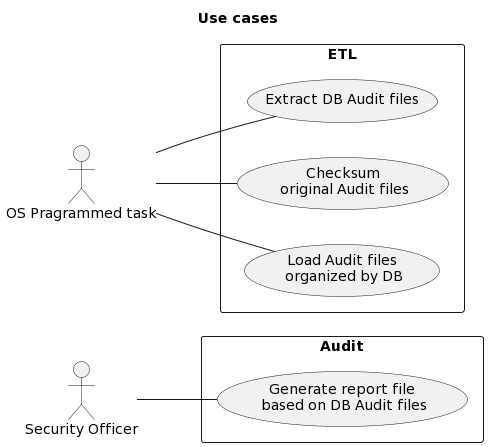 Use cases
ETL
Extract DB Audit files
Checksum
original Audit files
OS Pragrammed task
Load Audit files
organized by DB
Audit
Generate report file
based on DB Audit files
Security Officer